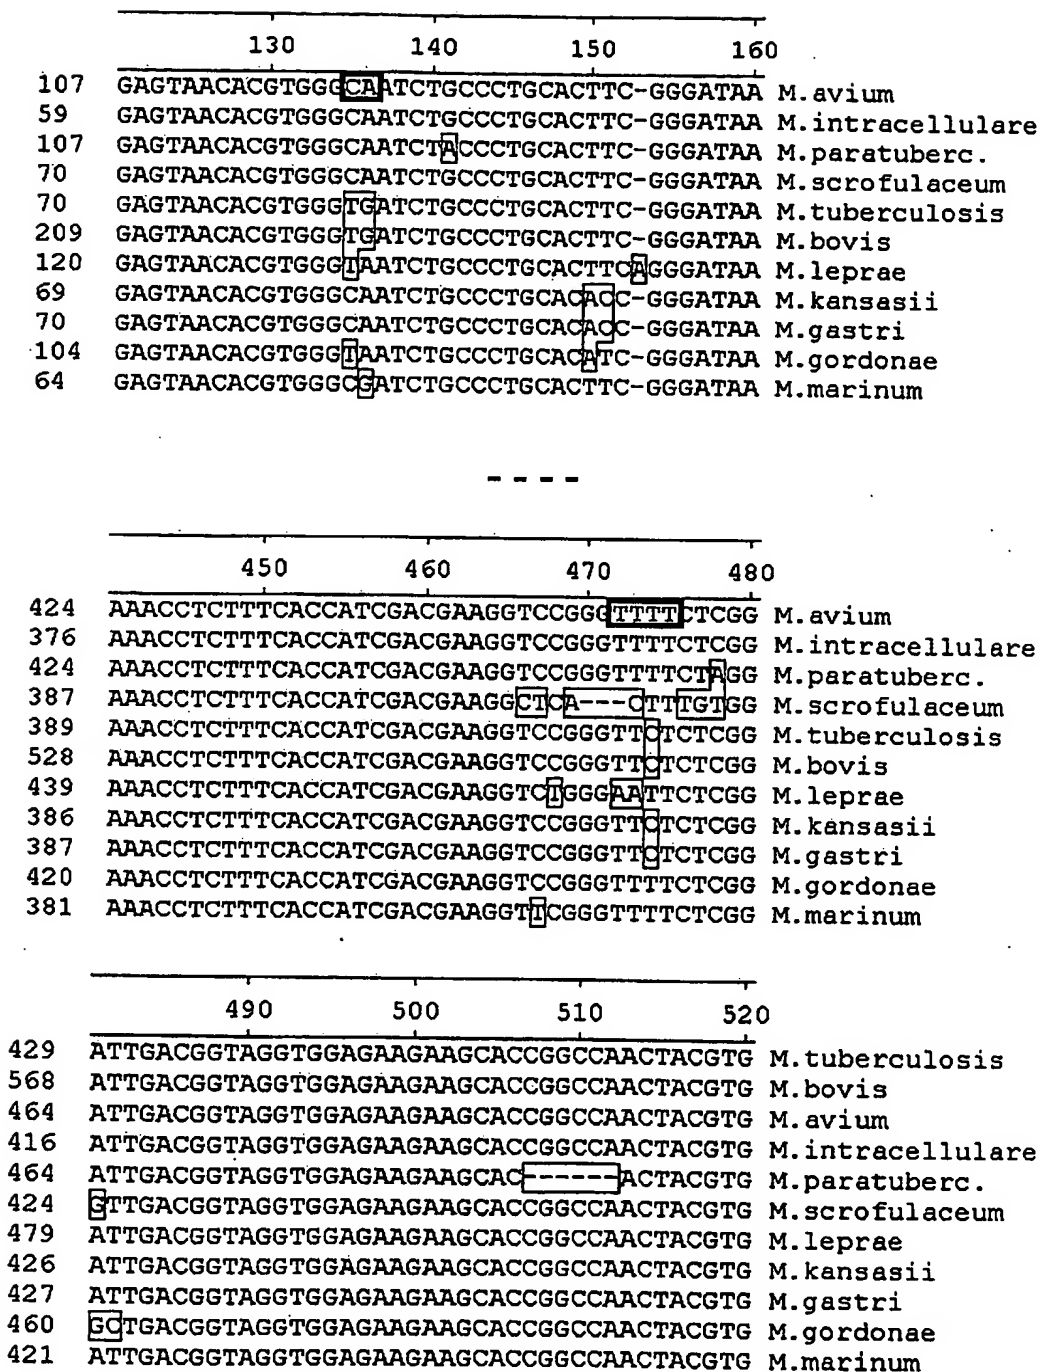 130 140 150 160
107 GAGTAACACGTGGGCAATCTGCCCTGCACTTC-GGGATAA M.avium
59 GAGTAACACGTGGGCAATCTGCCCTGCACTTC-GGGATAA M.intracellulare
107 GAGTAACACGTGGGCAATCTACCCTGCACTTC-GGGATAA M.paratuberc.
70 GAGTAACACGTGGGCAATCTGCCCTGCACTTC-GGGATAA M.scrofulaceum
70 GAGTAACACGTGGGTGATCTGCCCTGCACTTC-GGGATAA M.tuberculosis
209 GAGTAACACGTGGGTGATCTGCCCTGCACTTC-GGGATAA M.bovis
120 GAGTAACACGTGGGTAATCTGCCCTGCACTTCAGGGATAA M.leprae
69 GAGTAACACGTGGGCAATCTGCCCTGCACACC-GGGATAA M.kansasii
70 GAGTAACACGTGGGCAATCTGCCCTGCACACC-GGGATAA M.gastri
104 GAGTAACACGTGGGTAATCTGCCCTGCACATC-GGGATAA M.gordonae
64 GAGTAACACGTGGGCGATCTGCCCTGCACTTC-GGGATAA M.marinum
- - - -
450 460 470 480
424 AAACCTCTTTCACCATCGACGAAGGTCCGGGTTTTCTCGG M.avium
376 AAACCTCTTTCACCATCGACGAAGGTCCGGGTTTTCTCGG M.intracellulare
424 AAACCTCTTTCACCATCGACGAAGGTCCGGGTTTTCTAGG M.paratuberc.
387 AAACCTCTTTCACCATCGACGAAGGCTCA---CTTTGTGG M.scrofulaceum
389 AAACCTCTTTCACCATCGACGAAGGTCCGGGTTCTCTCGG M.tuberculosis
528 AAACCTCTTTCACCATCGACGAAGGTCCGGGTTCTCTCGG M.bovis
439 AAACCTCTTTCACCATCGACGAAGGTCTGGGAATTCTCGG M.leprae
386 AAACCTCTTTCACCATCGACGAAGGTCCGGGTTCTCTCGG M.kansasii
387 AAACCTCTTTCACCATCGACGAAGGTCCGGGTTCTCTCGG M.gastri
420 AAACCTCTTTCACCATCGACGAAGGTCCGGGTTTTCTCGG M.gordonae
381 AAACCTCTTTCACCATCGACGAAGGTTCGGGTTTTCTCGG M.marinum
490 500 510 520
429 ATTGACGGTAGGTGGAGAAGAAGCACCGGCCAACTACGTG M.tuberculosis
568 ATTGACGGTAGGTGGAGAAGAAGCACCGGCCAACTACGTG M.bovis
464 ATTGACGGTAGGTGGAGAAGAAGCACCGGCCAACTACGTG M.avium
416 ATTGACGGTAGGTGGAGAAGAAGCACCGGCCAACTACGTG M.intracellulare
464 ATTGACGGTAGGTGGAGAAGAAGCAC------ACTACGTG M.paratuberc.
424 GTTGACGGTAGGTGGAGAAGAAGCACCGGCCAACTACGTG M.scrofulaceum
479 ATTGACGGTAGGTGGAGAAGAAGCACCGGCCAACTACGTG M.leprae
426 ATTGACGGTAGGTGGAGAAGAAGCACCGGCCAACTACGTG M.kansasii
427 ATTGACGGTAGGTGGAGAAGAAGCACCGGCCAACTACGTG M.gastri
460 GCTGACGGTAGGTGGAGAAGAAGCACCGGCCAACTACGTG M.gordonae
421 ATTGACGGTAGGTGGAGAAGAAGCACCGGCCAACTACGTG M.marinum